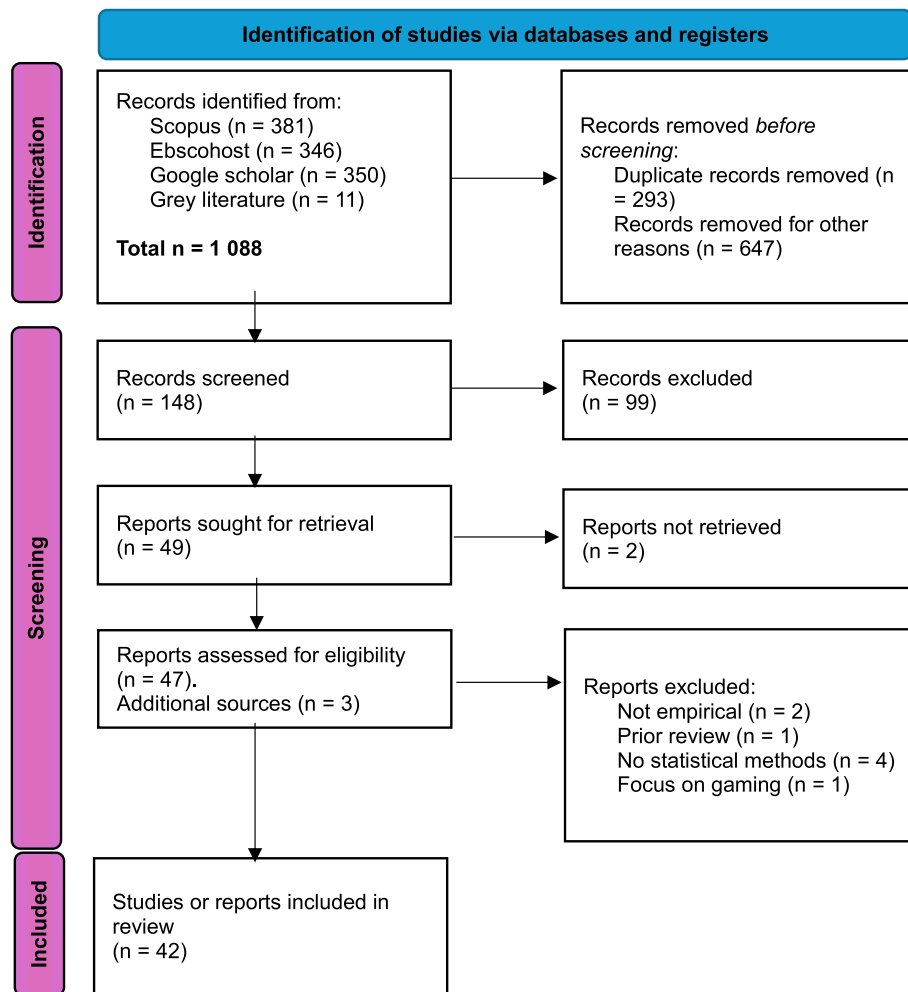 Identification of studies via databases and registers
Identification
Records identified from:
Scopus (n = 381)
Ebscohost (n = 346)
Google scholar (n = 350)
Grey literature (n = 11)
Total n = 1 088
Records removed before
screening:
Duplicate records removed (n
= 293)
Records removed for other
reasons (n = 647)
Screening
Records screened
(n = 148)
Records excluded
(n = 99)
Reports sought for retrieval
(n = 49)
Reports not retrieved
(n = 2)
Reports assessed for eligibility
(n = 47).
Additional sources (n = 3)
Reports excluded:
Not empirical (n = 2)
Prior review (n = 1)
No statistical methods (n = 4)
Focus on gaming (n = 1)
Included
Studies or reports included in
review
(n = 42)